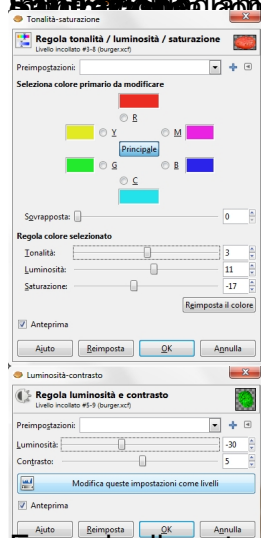 Tonalità-saturazione
Regola tonalità / luminosità / saturazione
Livello incollato #3-8 (burger.xcf)
Preimpostazioni:
Seleziona colore primario da modificare
R
Y M
Principale
G B
C
Sovrapposta: 0
Regola colore selezionato
Tonalità: 3
Luminosità: 11
Saturazione: -17
Reimposta il colore
Anteprima
Aiuto Reimposta OK Annulla
Luminosità-contrasto
Regola luminosità e contrasto
Livello incollato #5-9 (burger.xcf)
Preimpostazioni:
Luminosità: -30
Contrasto: 5
Modifica queste impostazioni come livelli
Anteprima
Aiuto Reimposta OK Annulla